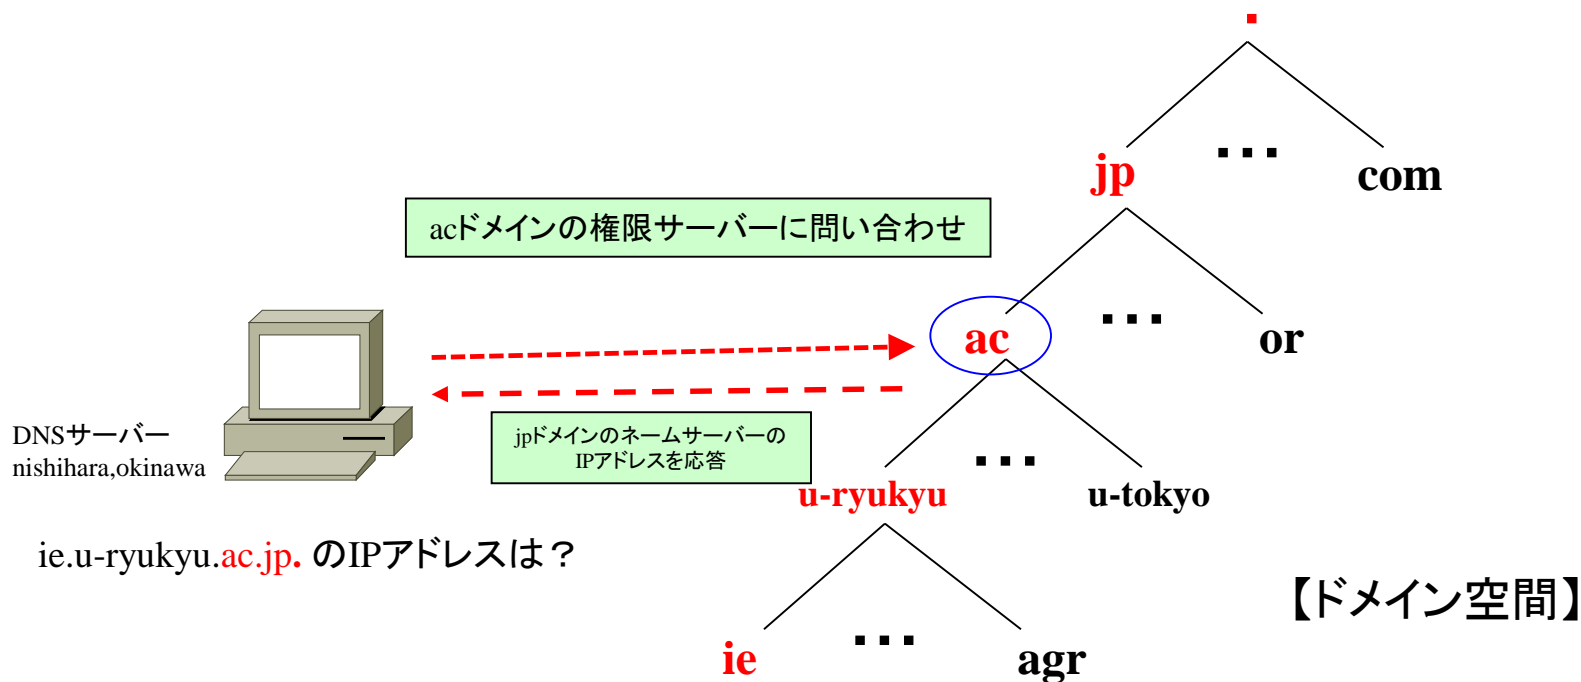 .
jp
...
com
acドメインの権限サーバーに問い合わせ
ac
...
or
DNSサーバー
nishihara,okinawa
jpドメインのネームサーバーの
IPアドレスを応答
...
u-ryukyu
u-tokyo
ie.u-ryukyu.ac.jp. のIPアドレスは？
【ドメイン空間】
ie
...
agr